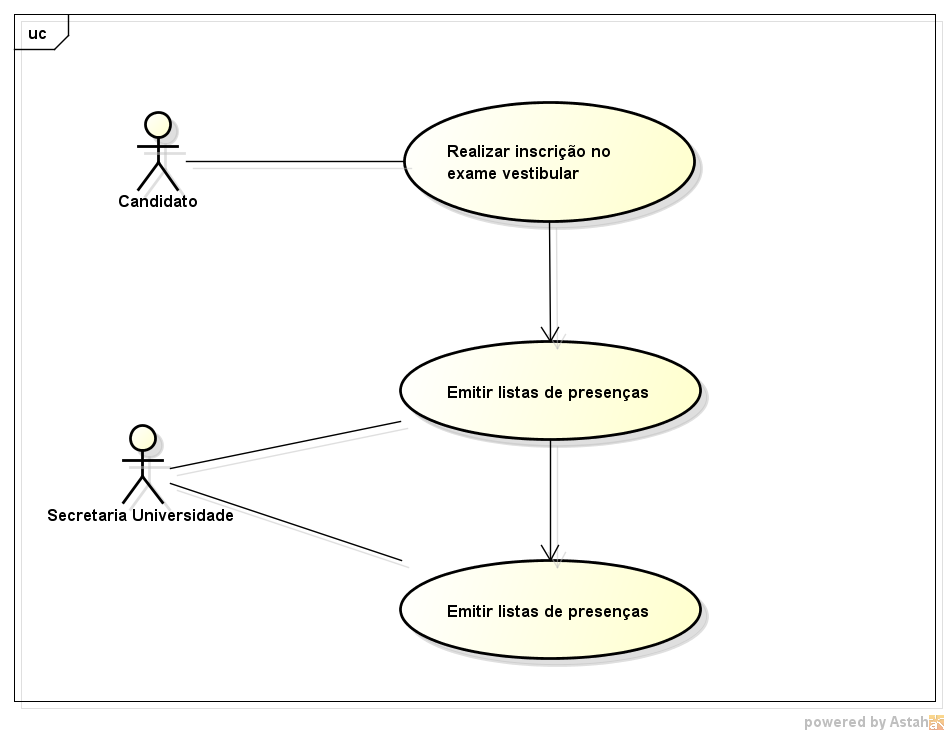 uc
Realizar inscrição no
exame vestibular
Candidato
Emitir listas de presenças
Secretaria Universidade
Emitir listas de presenças
powered by Astah